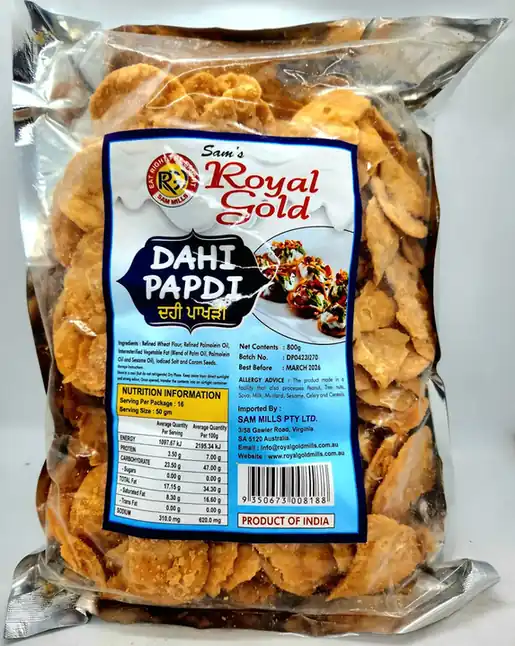 Sam's
EAT RIGHT
SAM MILLS
Royal
Gold
DAHI
PAPDI
ਦਹੀ ਪਾਪੜੀ
Ingredients : Refined Wheat Flour, Refined Palmolein Oil,
Interesterified Vegetable Fat (Blend of Palm Oil, Palmolein
Oil and Sesame Oil), Iodized Salt and Carom Seeds.
Storage Instructions:
NUTRITION INFORMATION
Serving Per Package : 16
Serving Size : 50 gm
Average Quantity Per Serving Average Quantity Per 100g
ENERGY 1097.67 kJ 2195.34 kJ
PROTEIN 3.50 g 7.00 g
CARBOHYDRATE 23.50 g 47.00 g
- Sugars 0.00 g 0.00 g
TOTAL Fat 17.15 g 34.30 g
- Saturated Fat 8.30 g 16.60 g
- Trans Fat 0.00 g 0.00 g
SODIUM 310.0 mg 620.0 mg
Net Contents : 800g
Batch No. : DP0423I270
Best Before : MARCH 2026
ALLERGY ADVICE : The product made in a
facility that also process Peanut, Tree nuts,
Soya, Milk, Mustard, Sesame, Celery and Cereals.
Imported By :
SAM MILLS PTY LTD.
3/58 Gawler Road, Virginia
SA 5120 Australia
Email : info@royalgoldmills.com.au
Website : www.royalgoldmills.com.au
9 350673 008188
PRODUCT OF INDIA